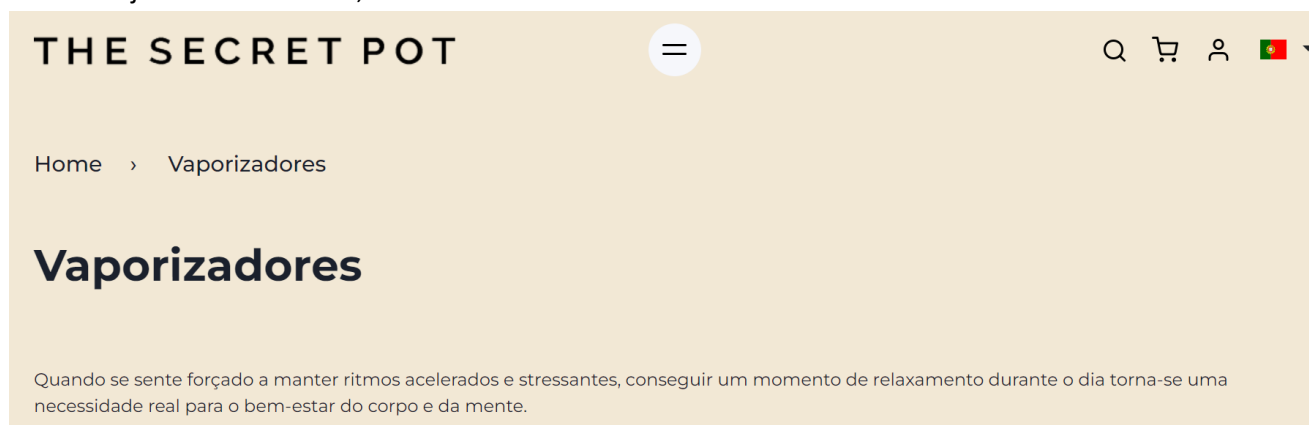 THE SECRET POT
Home › Vaporizadores
Vaporizadores
Quando se sente forçado a manter ritmos acelerados e stressantes, conseguir um momento de relaxamento durante o dia torna-se uma
necessidade real para o bem-estar do corpo e da mente.